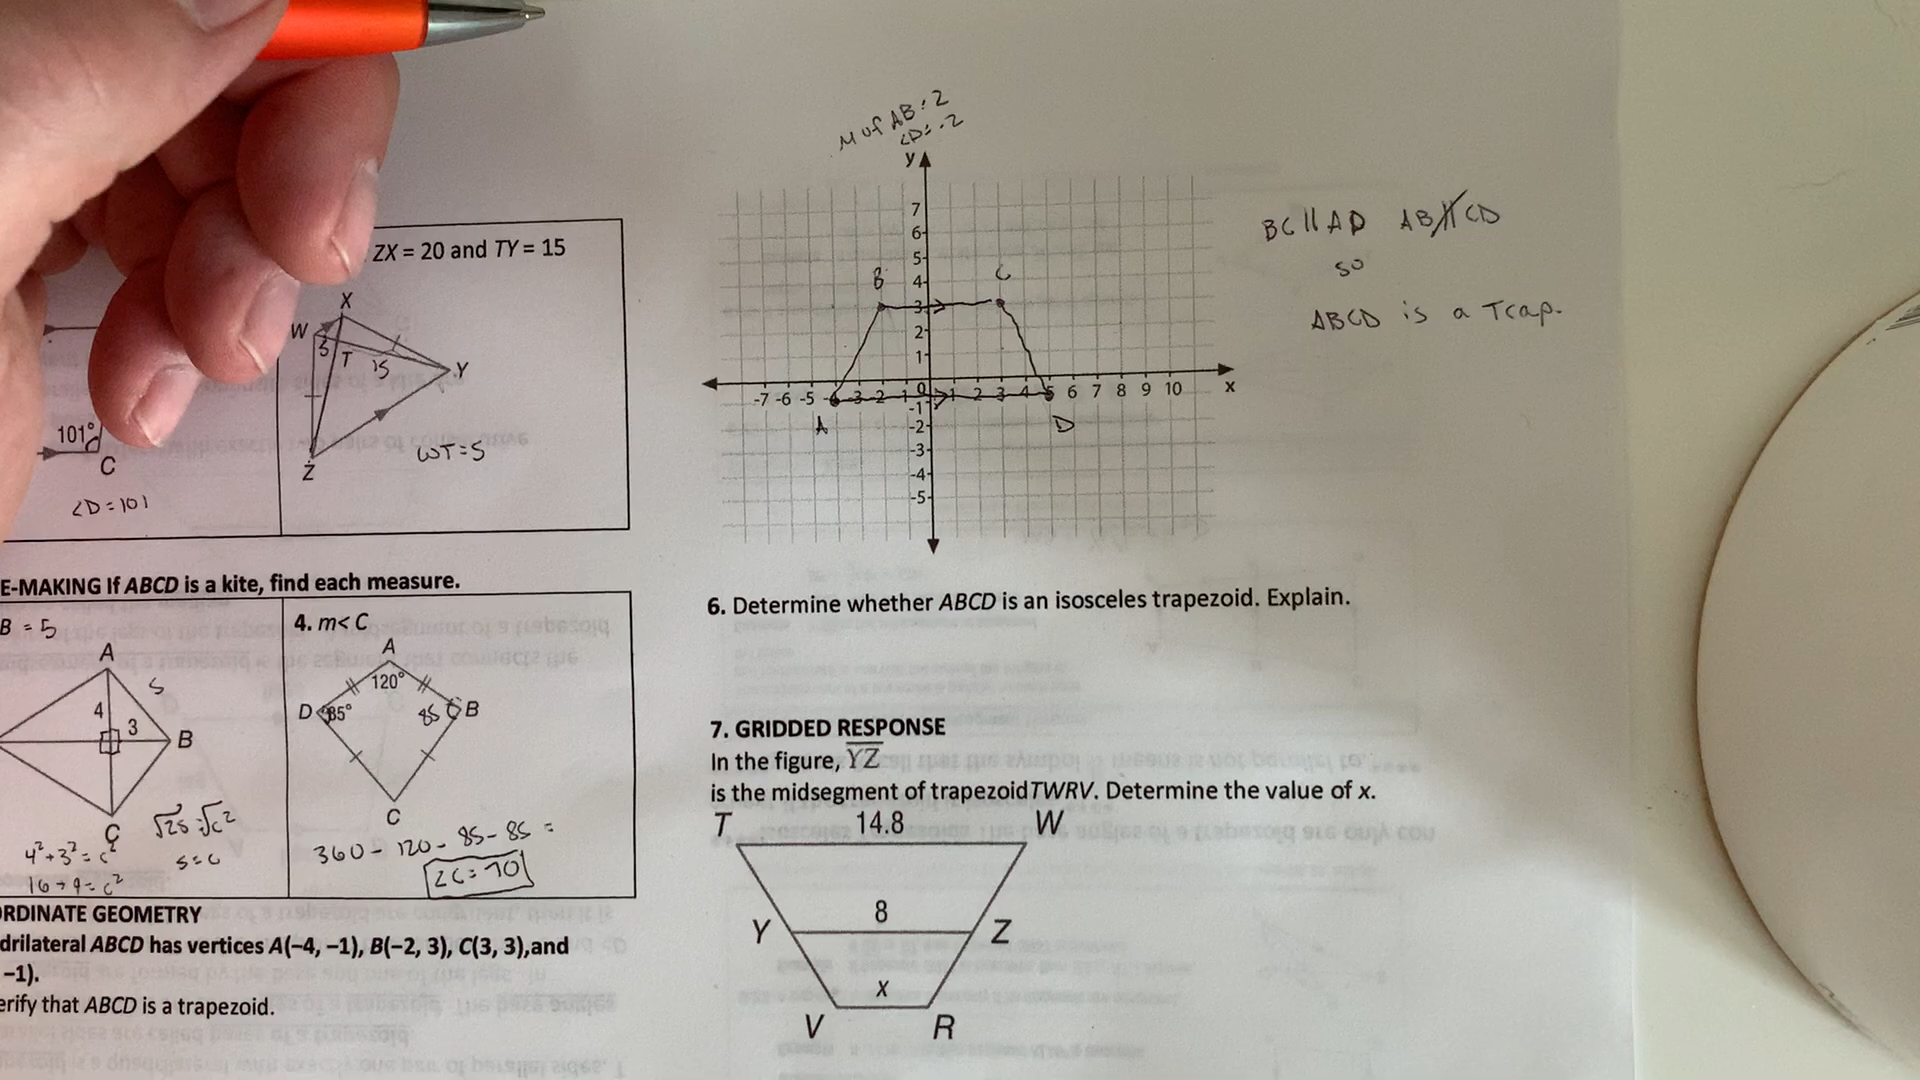 M of AB: 2
CD = -2
ZX = 20 and TY = 15
X
W
3
T
15
Y
Z
WT = 5
101°
C
∠D = 101
E-MAKING If ABCD is a kite, find each measure.
B = 5
A
5
4
3
B
C
4² + 3² = c²
16 + 9 = c²
√25 = √c²
5 = c
4. m< C
A
120°
D
85°
85
B
C
360 - 120 - 85 - 85 =
∠C = 70
ORDINATE GEOMETRY
drilateral ABCD has vertices A(−4, −1), B(−2, 3), C(3, 3),and
−1).
erify that ABCD is a trapezoid.
y
7
6
5
4
3
2
1
0
-1
-2
-3
-4
-5
-7 -6 -5 -3 -2 1 2 3 4 5 6 7 8 9 10
x
B
C
A
D
BC || AD AB ∦ CD
so
ABCD is a Trap.
6. Determine whether ABCD is an isosceles trapezoid. Explain.
7. GRIDDED RESPONSE
In the figure, YZ
is the midsegment of trapezoid TWRV. Determine the value of x.
T 14.8 W
Y 8 Z
x
V R